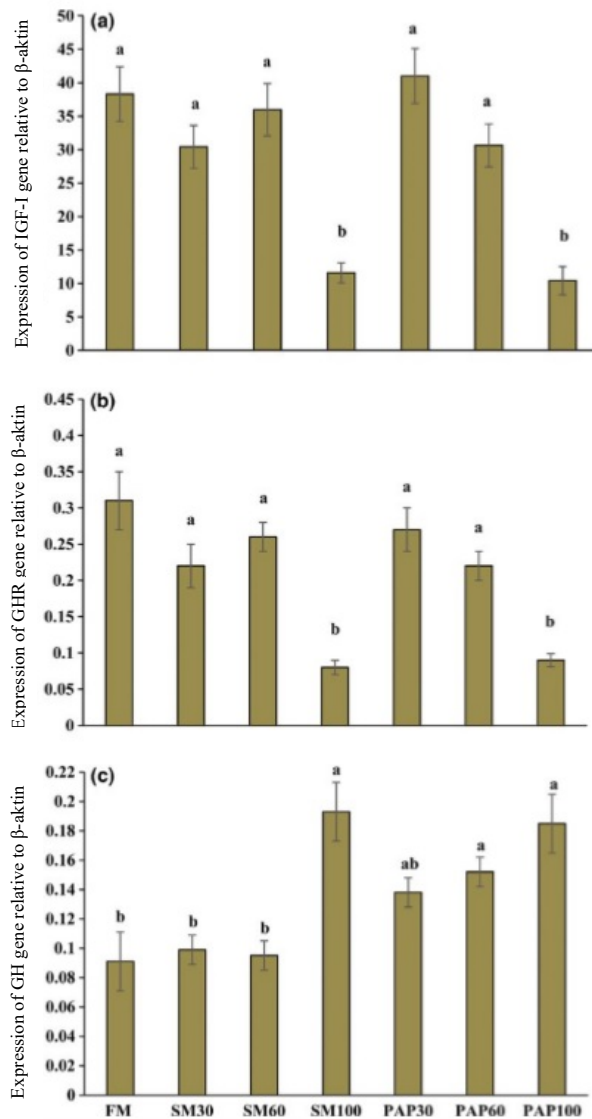 (a)
Expression of IGF-I gene relative to β-aktin
50
45
40
35
30
25
20
15
10
5
0
a
a
a
b
a
a
b
(b)
Expression of GHR gene relative to β-aktin
0.45
0.4
0.35
0.3
0.25
0.2
0.15
0.1
0.05
0
a
a
a
b
a
a
b
(c)
Expression of GH gene relative to β-aktin
0.22
0.2
0.18
0.16
0.14
0.12
0.1
0.08
0.06
0.04
0.02
0
b
b
b
a
ab
a
a
FM SM30 SM60 SM100 PAP30 PAP60 PAP100